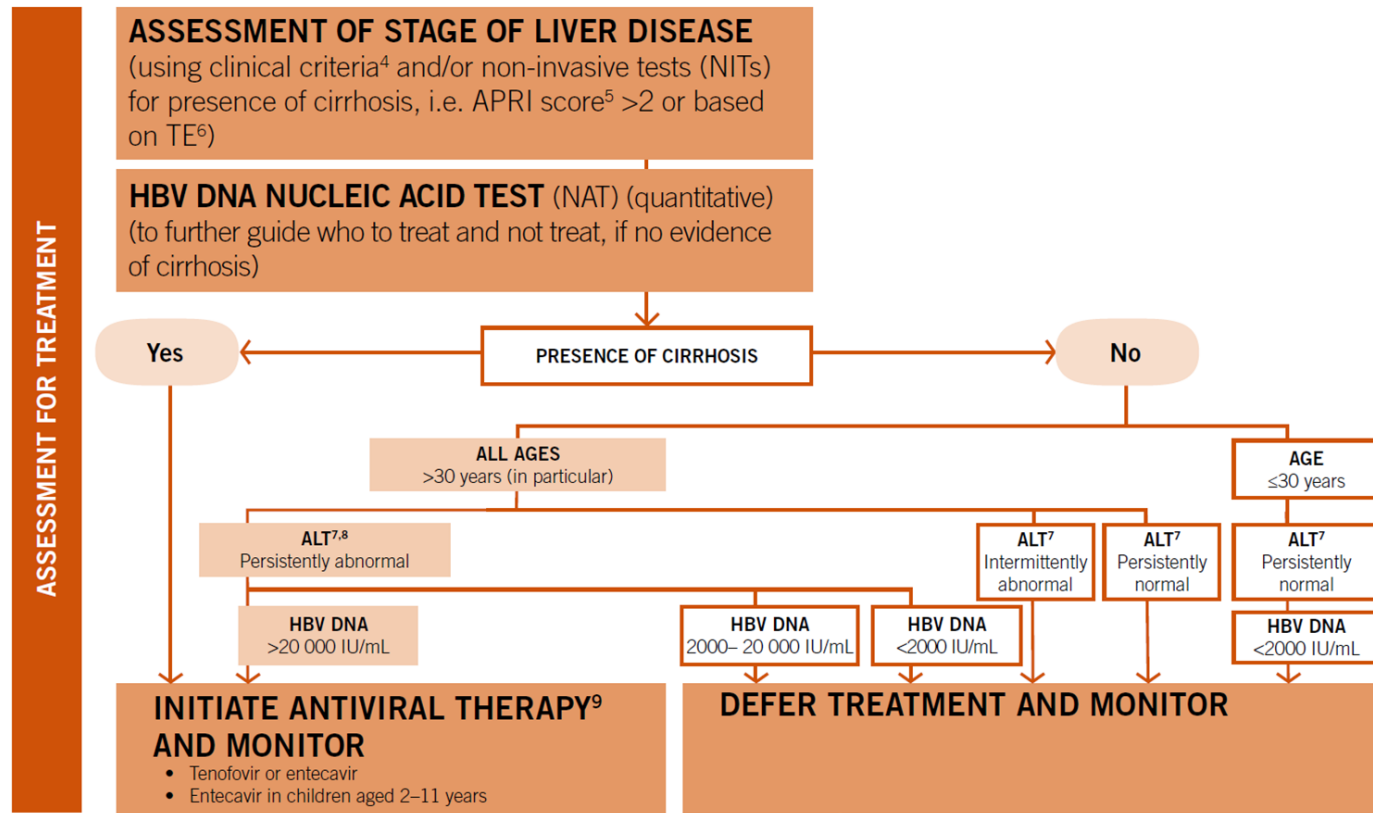 ASSESSMENT FOR TREATMENT
ASSESSMENT OF STAGE OF LIVER DISEASE
(using clinical criteria⁴ and/or non-invasive tests (NITs)
for presence of cirrhosis, i.e. APRI score⁵ >2 or based
on TE⁶)
HBV DNA NUCLEIC ACID TEST (NAT) (quantitative)
(to further guide who to treat and not treat, if no evidence
of cirrhosis)
Yes
PRESENCE OF CIRRHOSIS
No
ALL AGES
>30 years (in particular)
AGE
≤30 years
ALT⁷,⁸
Persistently abnormal
ALT⁷
Intermittently
abnormal
ALT⁷
Persistently
normal
ALT⁷
Persistently
normal
HBV DNA
>20 000 IU/mL
HBV DNA
2000– 20 000 IU/mL
HBV DNA
<2000 IU/mL
HBV DNA
<2000 IU/mL
INITIATE ANTIVIRAL THERAPY⁹
AND MONITOR
• Tenofovir or entecavir
• Entecavir in children aged 2–11 years
DEFER TREATMENT AND MONITOR